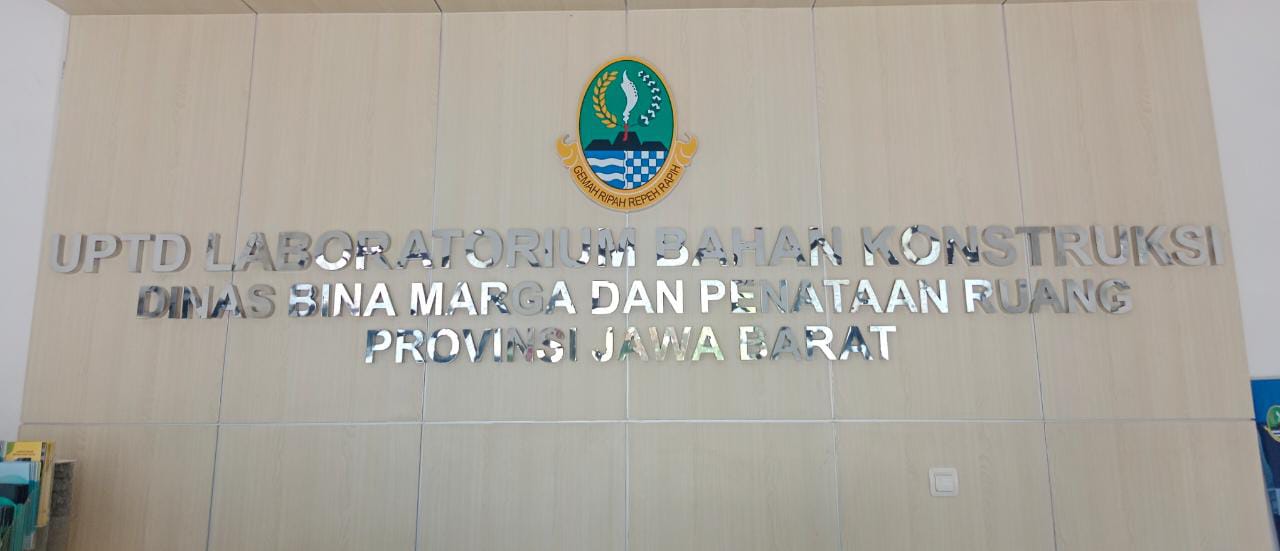 GEMAH RIPAH REPEH RAPIH
UPTD LABORATORIUM BAHAN KONSTRUKSI
DINAS BINA MARGA DAN PENATAAN RUANG
PROVINSI JAWA BARAT